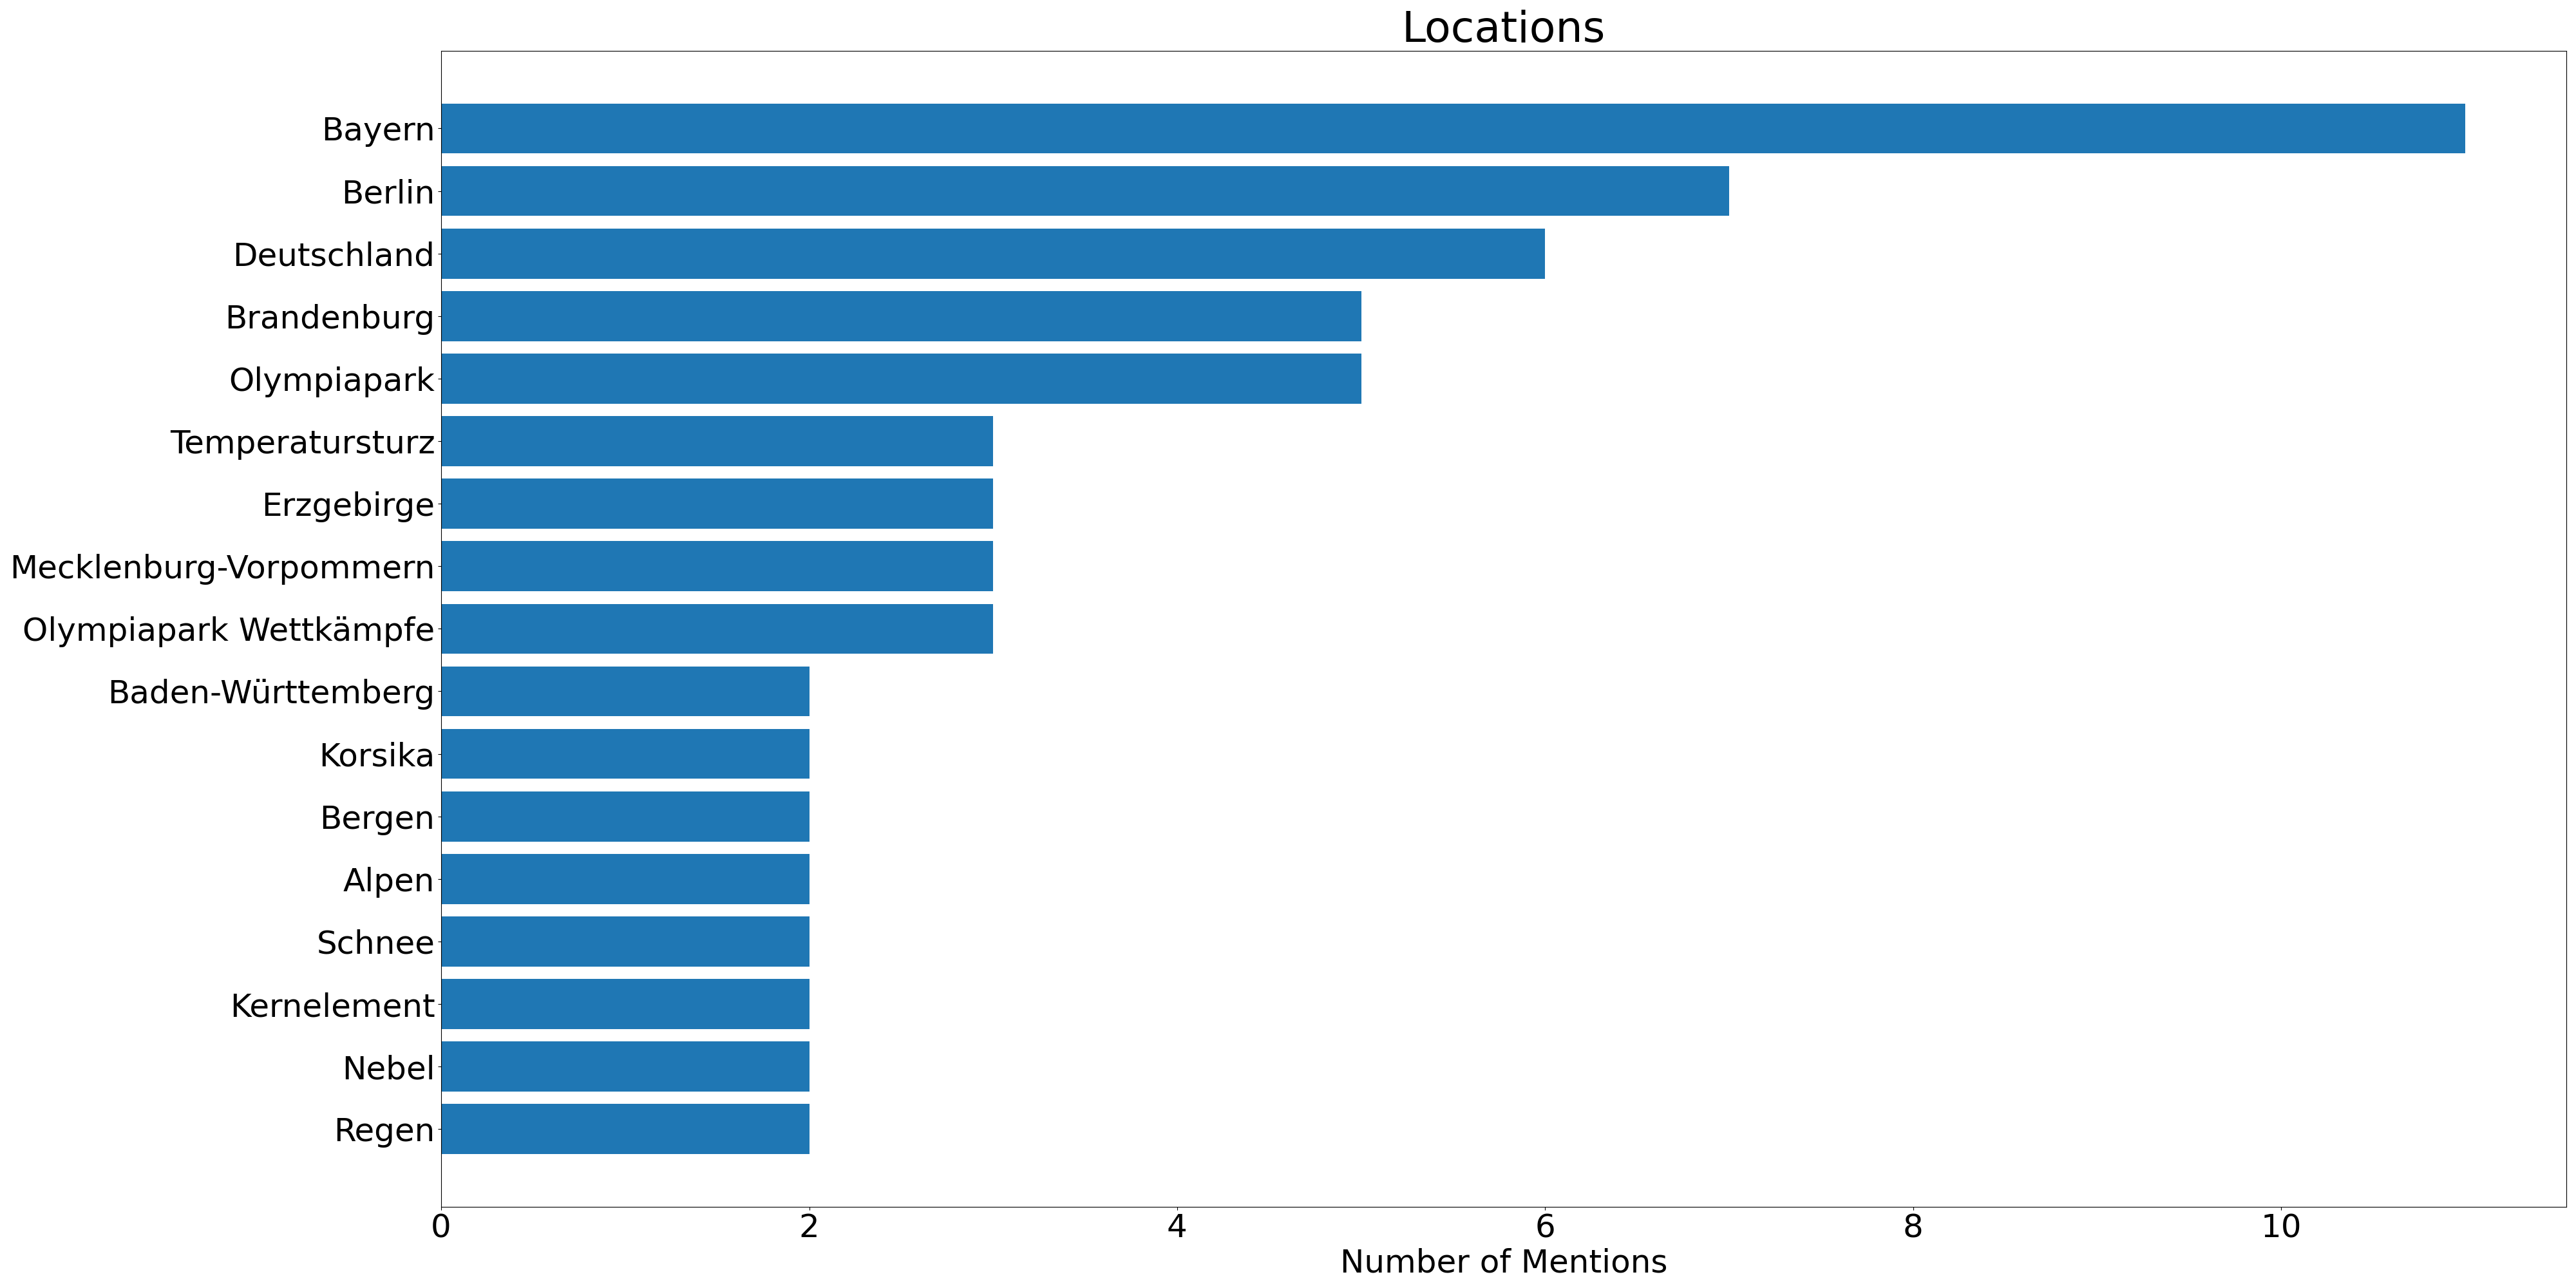 Locations
Bayern
Berlin
Deutschland
Brandenburg
Olympiapark
Temperatursturz
Erzgebirge
Mecklenburg-Vorpommern
Olympiapark Wettkämpfe
Baden-Württemberg
Korsika
Bergen
Alpen
Schnee
Kernelement
Nebel
Regen
0 2 4 6 8 10
Number of Mentions